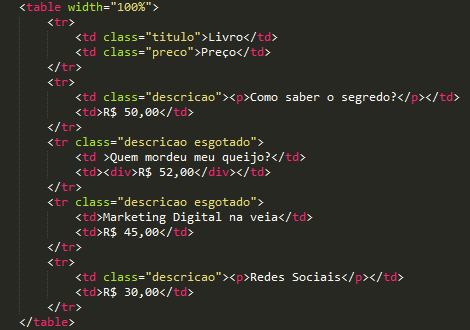 <table width="100%">
    <tr>
        <td class="titulo">Livro</td>
        <td class="preco">Preço</td>
    </tr>
    <tr>
        <td class="descricao"><p>Como saber o segredo?</p></td>
        <td>R$ 50,00</td>
    </tr>
    <tr class="descricao esgotado">
        <td >Quem mordeu meu queijo?</td>
        <td><div>R$ 52,00</div></td>
    </tr>
    <tr class="descricao esgotado">
        <td>Marketing Digital na veia</td>
        <td>R$ 45,00</td>
    </tr>
    <tr>
        <td class="descricao"><p>Redes Sociais</p></td>
        <td>R$ 30,00</td>
    </tr>
</table>